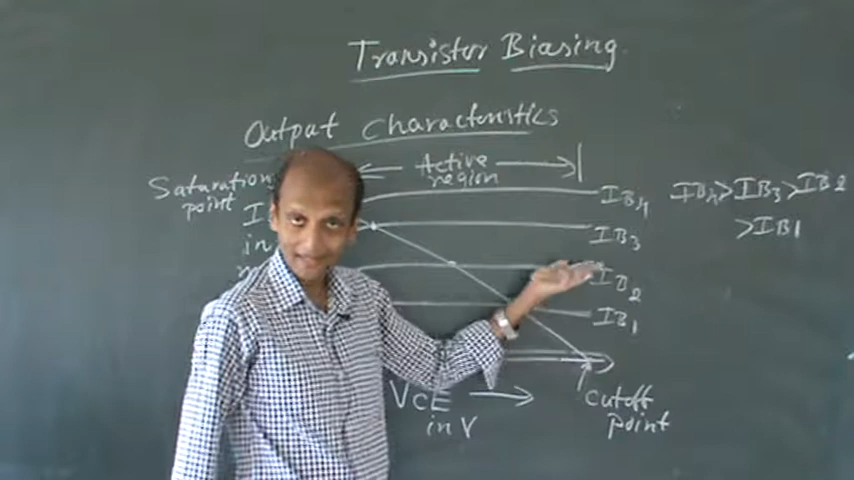 Transistor Biasing
Output Characteristics
Saturation point
Active region
I
in
IB4
IB3
IB2
IB1
IB4>IB3>IB2
>IB1
VCE
in V
cutoff
point